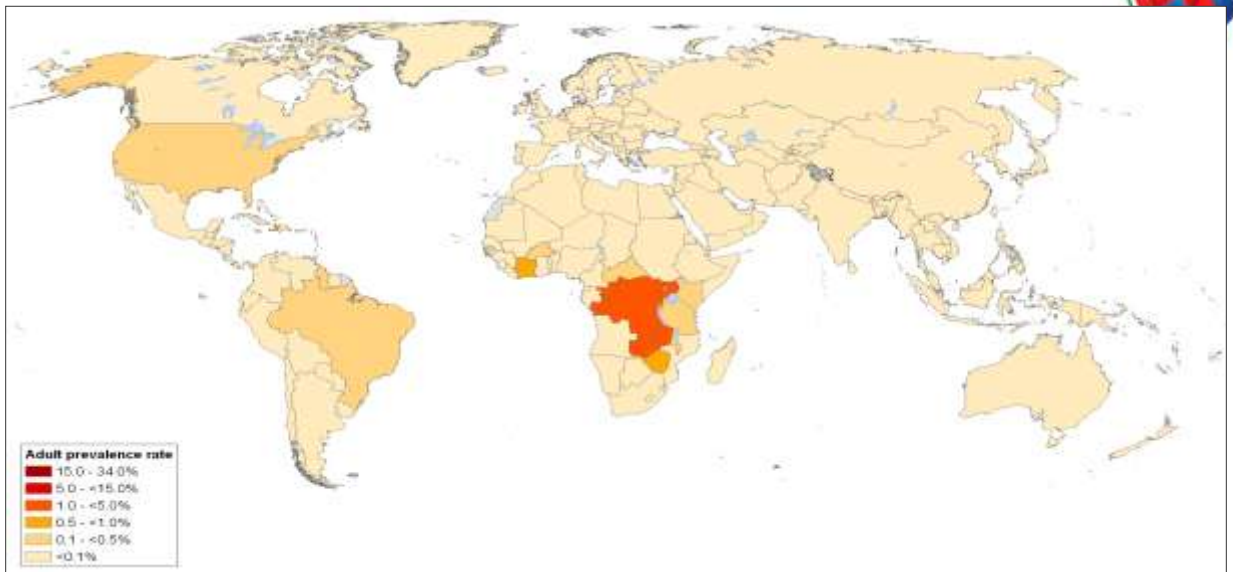 Adult prevalence rate
15.0 - 34.0%
5.0 - <15.0%
1.0 - <5.0%
0.5 - <1.0%
0.1 - <0.5%
<0.1%